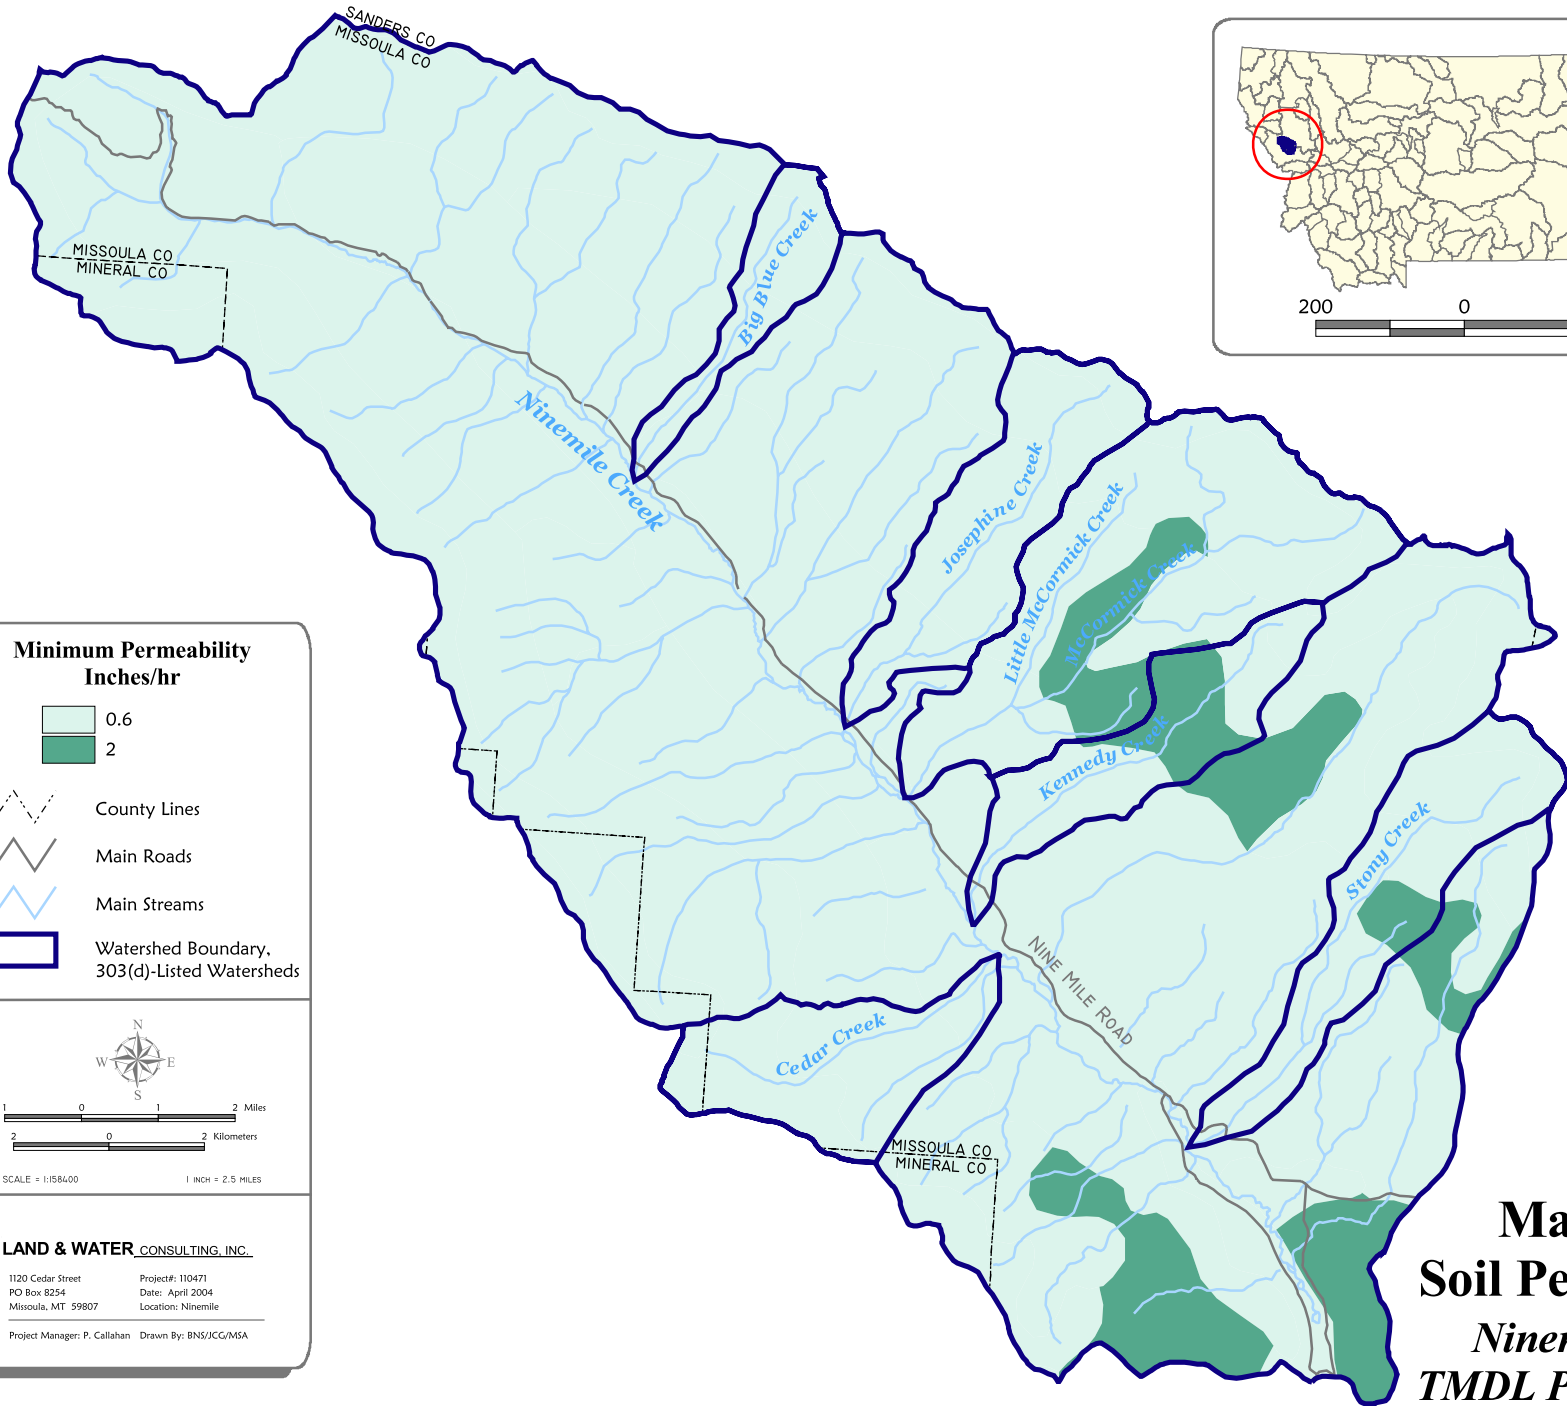 SANDERS CO
MISSOULA CO
MISSOULA CO
MINERAL CO
Big Blue Creek
Ninemile Creek
Josephine Creek
Little McCormick Creek
McCormick Creek
Kennedy Creek
Stony Creek
NINE MILE ROAD
Cedar Creek
MISSOULA CO
MINERAL CO
200 0
Minimum Permeability
Inches/hr
0.6
2
County Lines
Main Roads
Main Streams
Watershed Boundary,
303(d)-Listed Watersheds
N
W E
S
1 0 1 2 Miles
2 0 2 Kilometers
SCALE = 1:158400 1 INCH = 2.5 MILES
LAND & WATER CONSULTING, INC.
1120 Cedar Street Project#: 110471
PO Box 8254 Date: April 2004
Missoula, MT 59807 Location: Ninemile
Project Manager: P. Callahan Drawn By: BNS/JCG/MSA
Ma
Soil Pe
Ninem
TMDL P